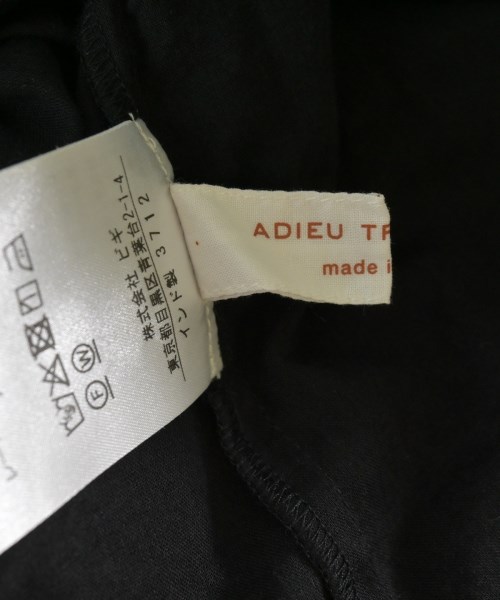 ADIEU TR
made i
株式会社 ビギ
東京都目黒区青葉台2-1-4
3712
インド製
F W